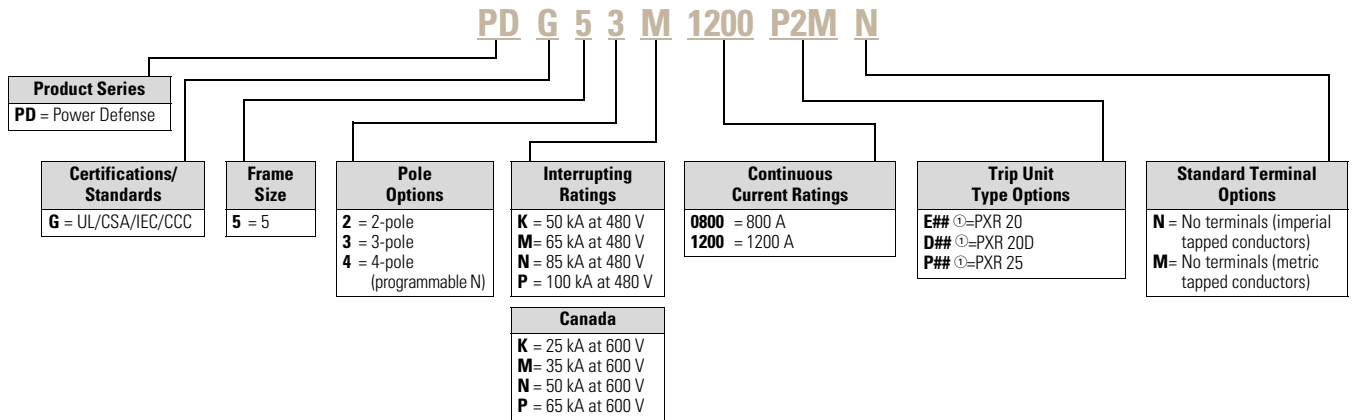 PD G 5 3 M 1200 P2M N
Product Series
PD = Power Defense
Certifications/
Standards
G = UL/CSA/IEC/CCC
Frame
Size
5 = 5
Pole
Options
2 = 2-pole
3 = 3-pole
4 = 4-pole
(programmable N)
Interrupting
Ratings
K = 50 kA at 480 V
M= 65 kA at 480 V
N = 85 kA at 480 V
P = 100 kA at 480 V
Canada
K = 25 kA at 600 V
M= 35 kA at 600 V
N = 50 kA at 600 V
P = 65 kA at 600 V
Continuous
Current Ratings
0800 = 800 A
1200 = 1200 A
Trip Unit
Type Options
E## ①=PXR 20
D## ①=PXR 20D
P## ①=PXR 25
Standard Terminal
Options
N = No terminals (imperial
tapped conductors)
M= No terminals (metric
tapped conductors)